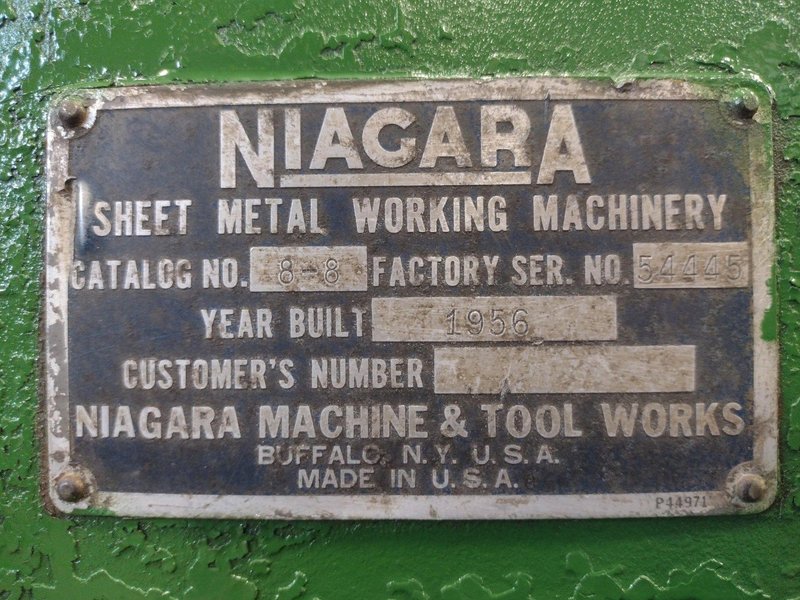 NIAGARA
SHEET METAL WORKING MACHINERY
CATALOG NO. 8-8 FACTORY SER. NO. 54445
YEAR BUILT 1956
CUSTOMER'S NUMBER
NIAGARA MACHINE & TOOL WORKS
BUFFALO, N.Y. U.S.A.
MADE IN U.S.A.
P44971